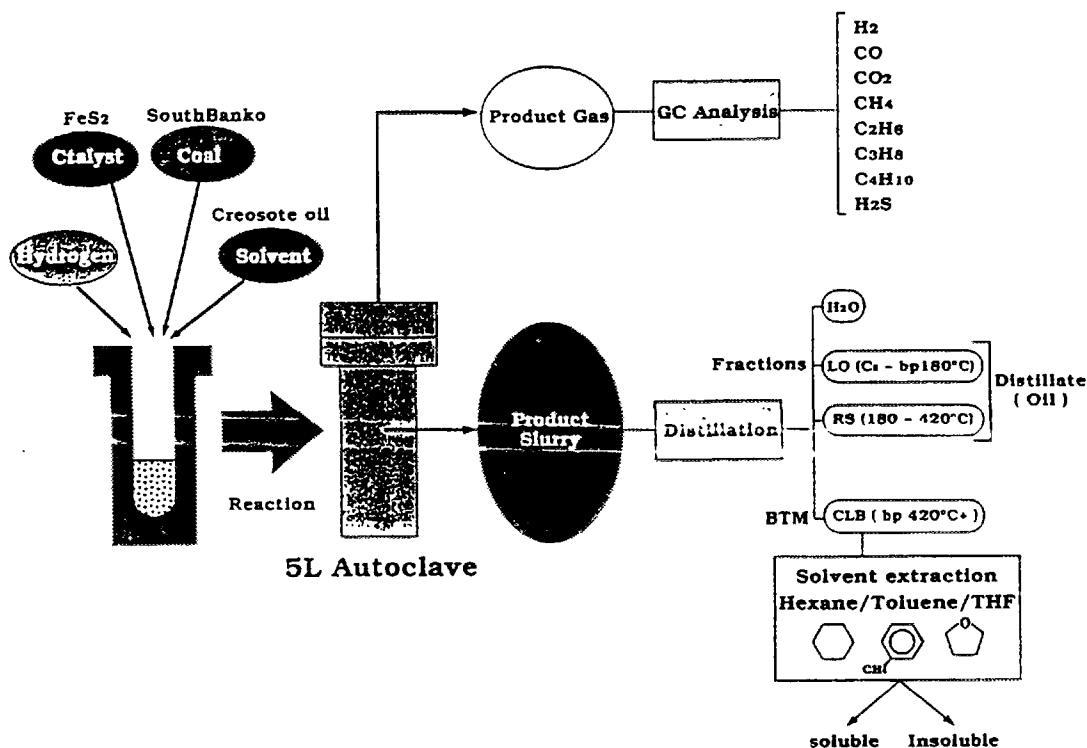 FeS2
SouthBanko
Ctalyst
Coal
Creosote oil
Hydrogen
Solvent
Reaction
5L Autoclave
Product Gas
GC Analysis
H2
CO
CO2
CH4
C2H6
C3H8
C4H10
H2S
Product
Slurry
Distillation
H2O
Fractions
LO (C5 - bp180°C)
RS (180 - 420°C)
Distillate
( Oil )
BTM
CLB ( bp 420°C+ )
Solvent extraction
Hexane/Toluene/THF
O
soluble
Insoluble